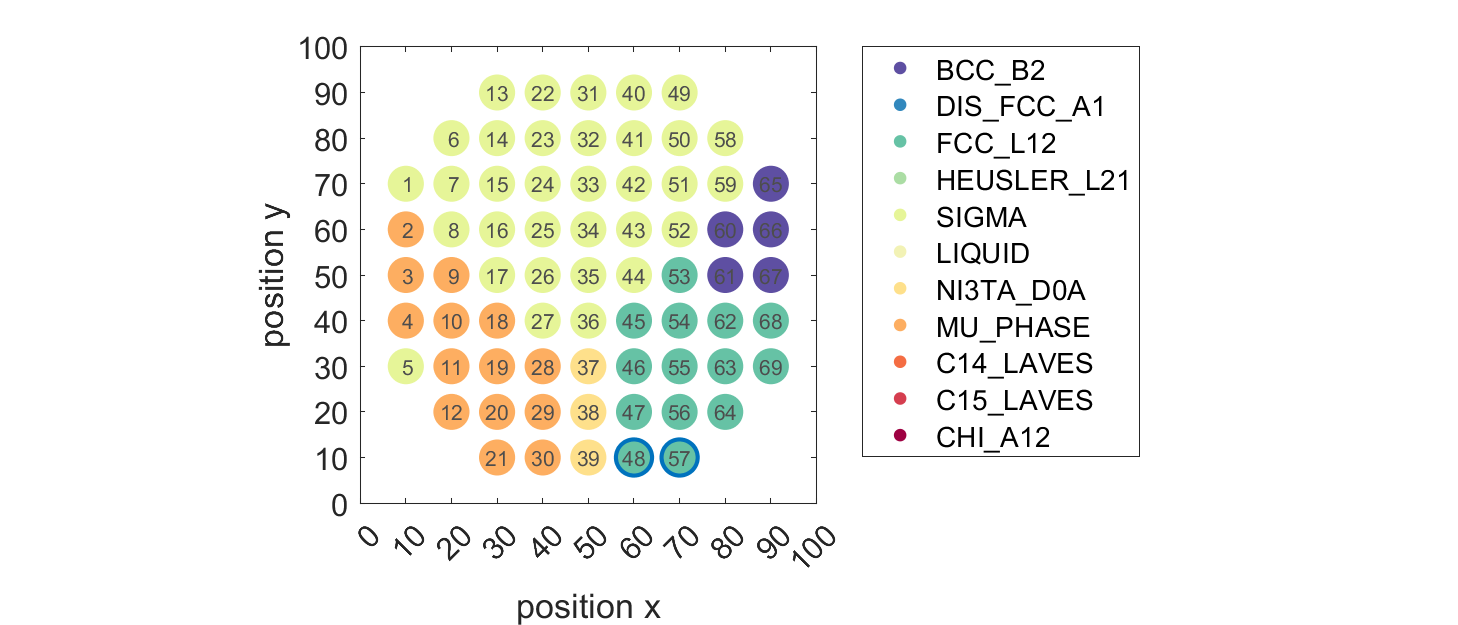 100
90
80
70
60
50
40
30
20
10
0
position y
13 22 31 40 49
6 14 23 32 41 50 58
1 7 15 24 33 42 51 59 65
2 8 16 25 34 43 52 60 66
3 9 17 26 35 44 53 61 67
4 10 18 27 36 45 54 62 68
5 11 19 28 37 46 55 63 69
12 20 29 38 47 56 64
21 30 39 48 57
0 10 20 30 40 50 60 70 80 90 100
position x
BCC_B2
DIS_FCC_A1
FCC_L12
HEUSLER_L21
SIGMA
LIQUID
NI3TA_D0A
MU_PHASE
C14_LAVES
C15_LAVES
CHI_A12